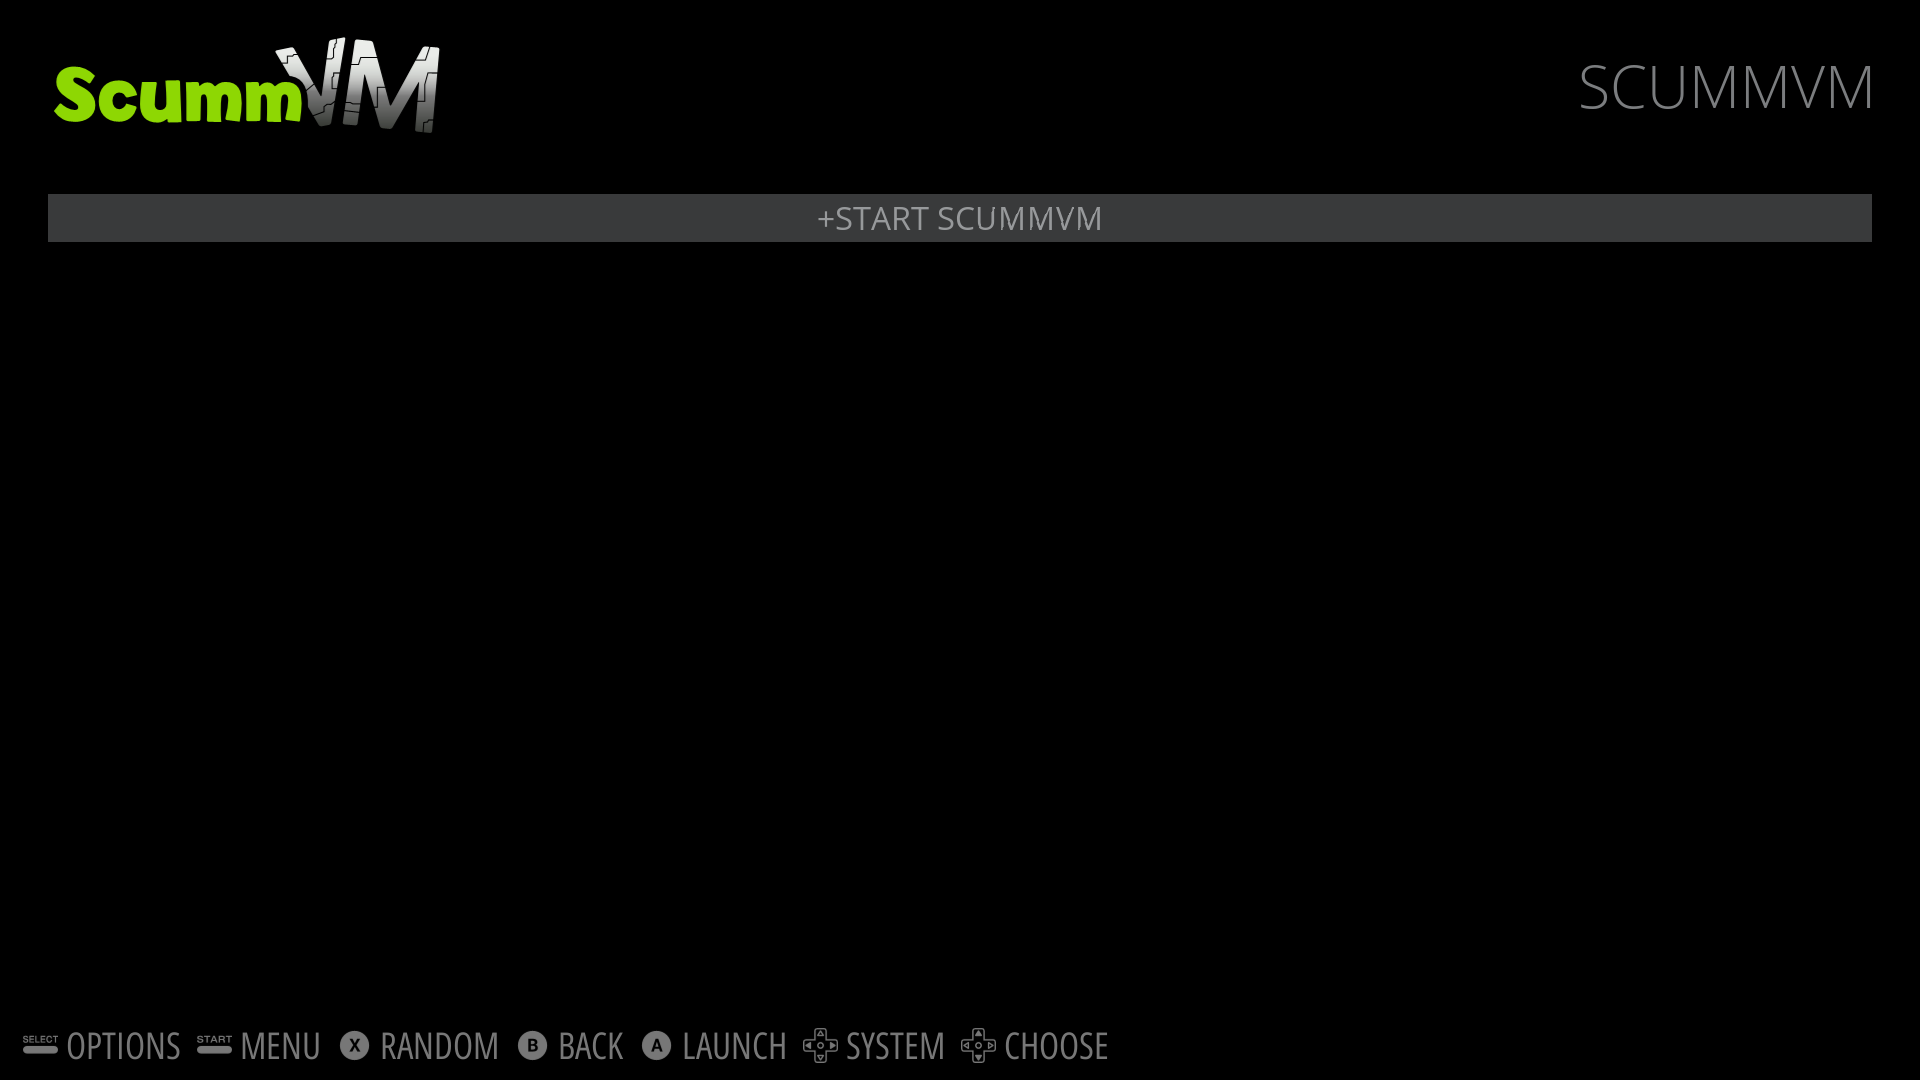 ScummVM
SCUMMVM
+START SCUMMVM
SELECT OPTIONS START MENU X RANDOM B BACK A LAUNCH SYSTEM CHOOSE